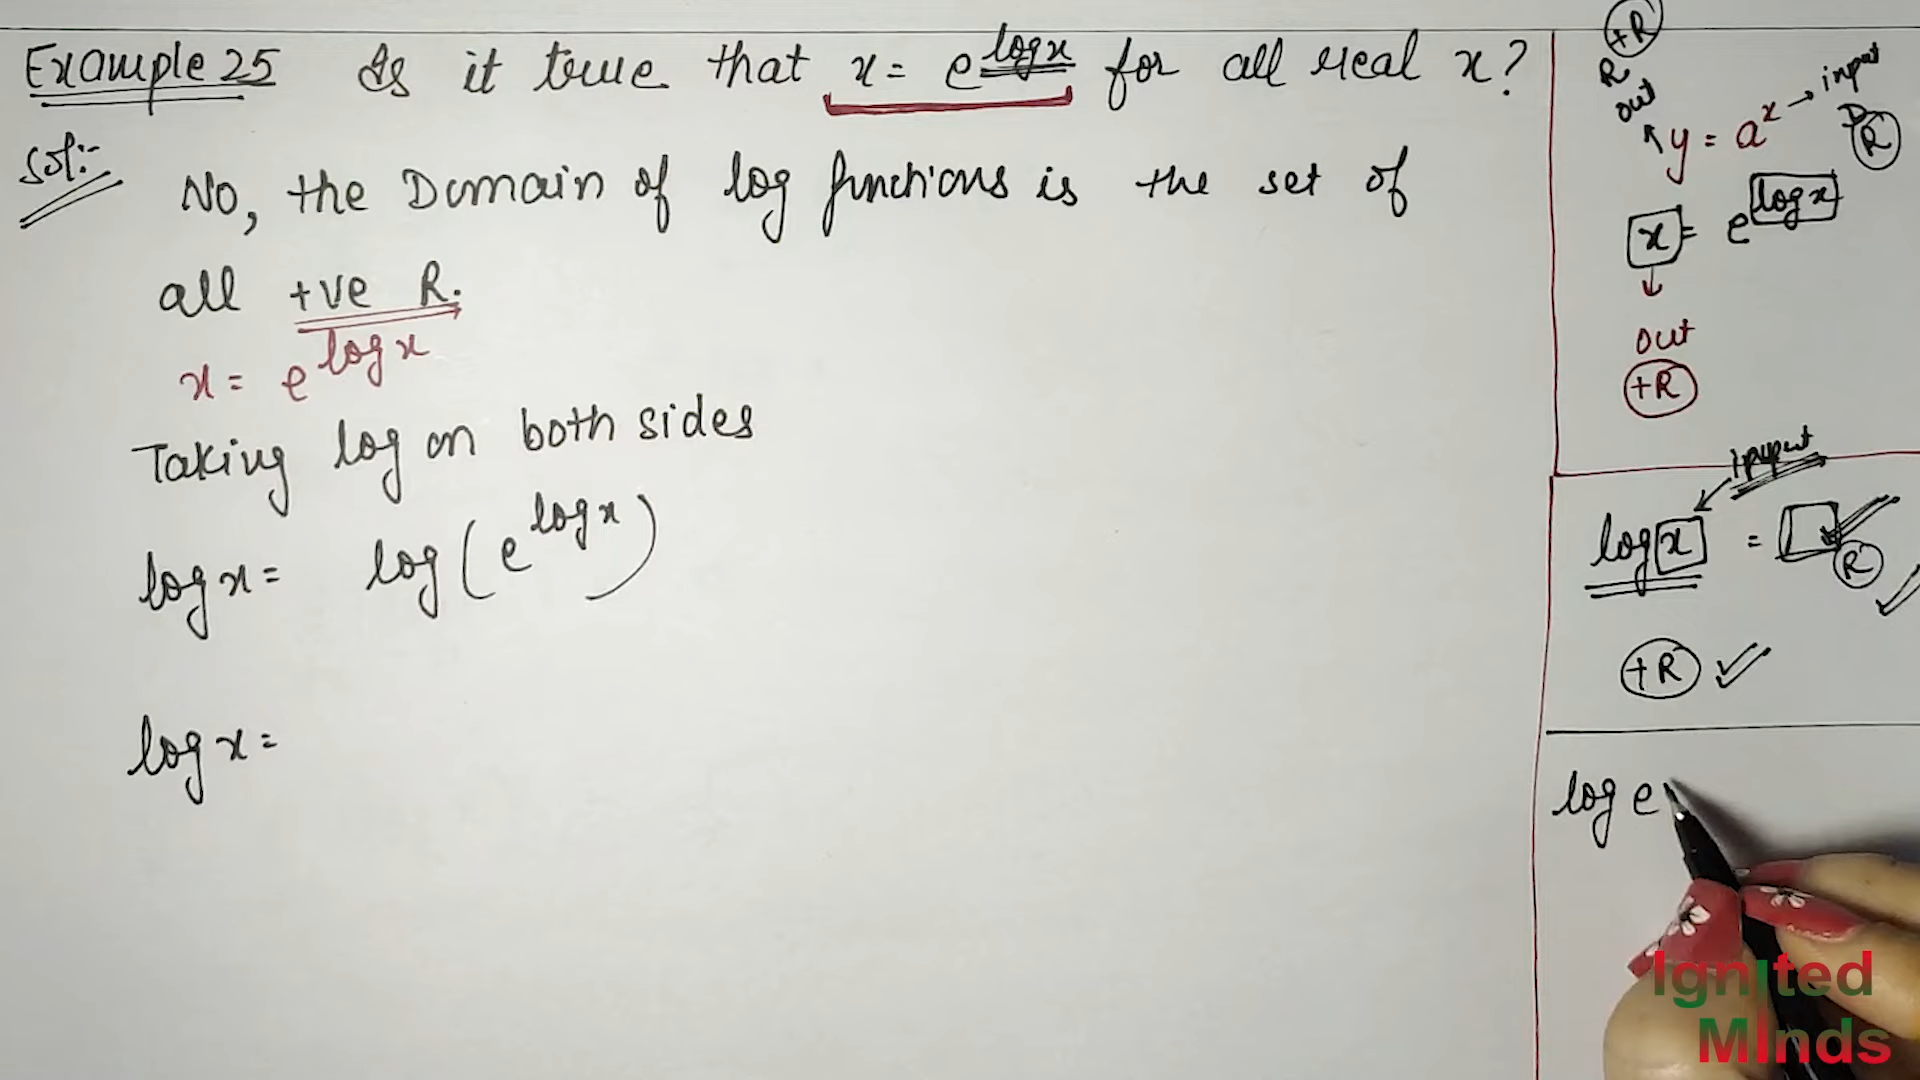 Example 25 Is it true that x = e^log x for all real x?
Sol:-
No, the Domain of log functions is the set of
all +ve R.
x = e^log x
Taking log on both sides
log x = log (e^log x)
log x =
+R
R
out
y = a^x → input
D
R
x = e^log x
out
+R
input
log x =
R
+R
log e
Ignited
MInds